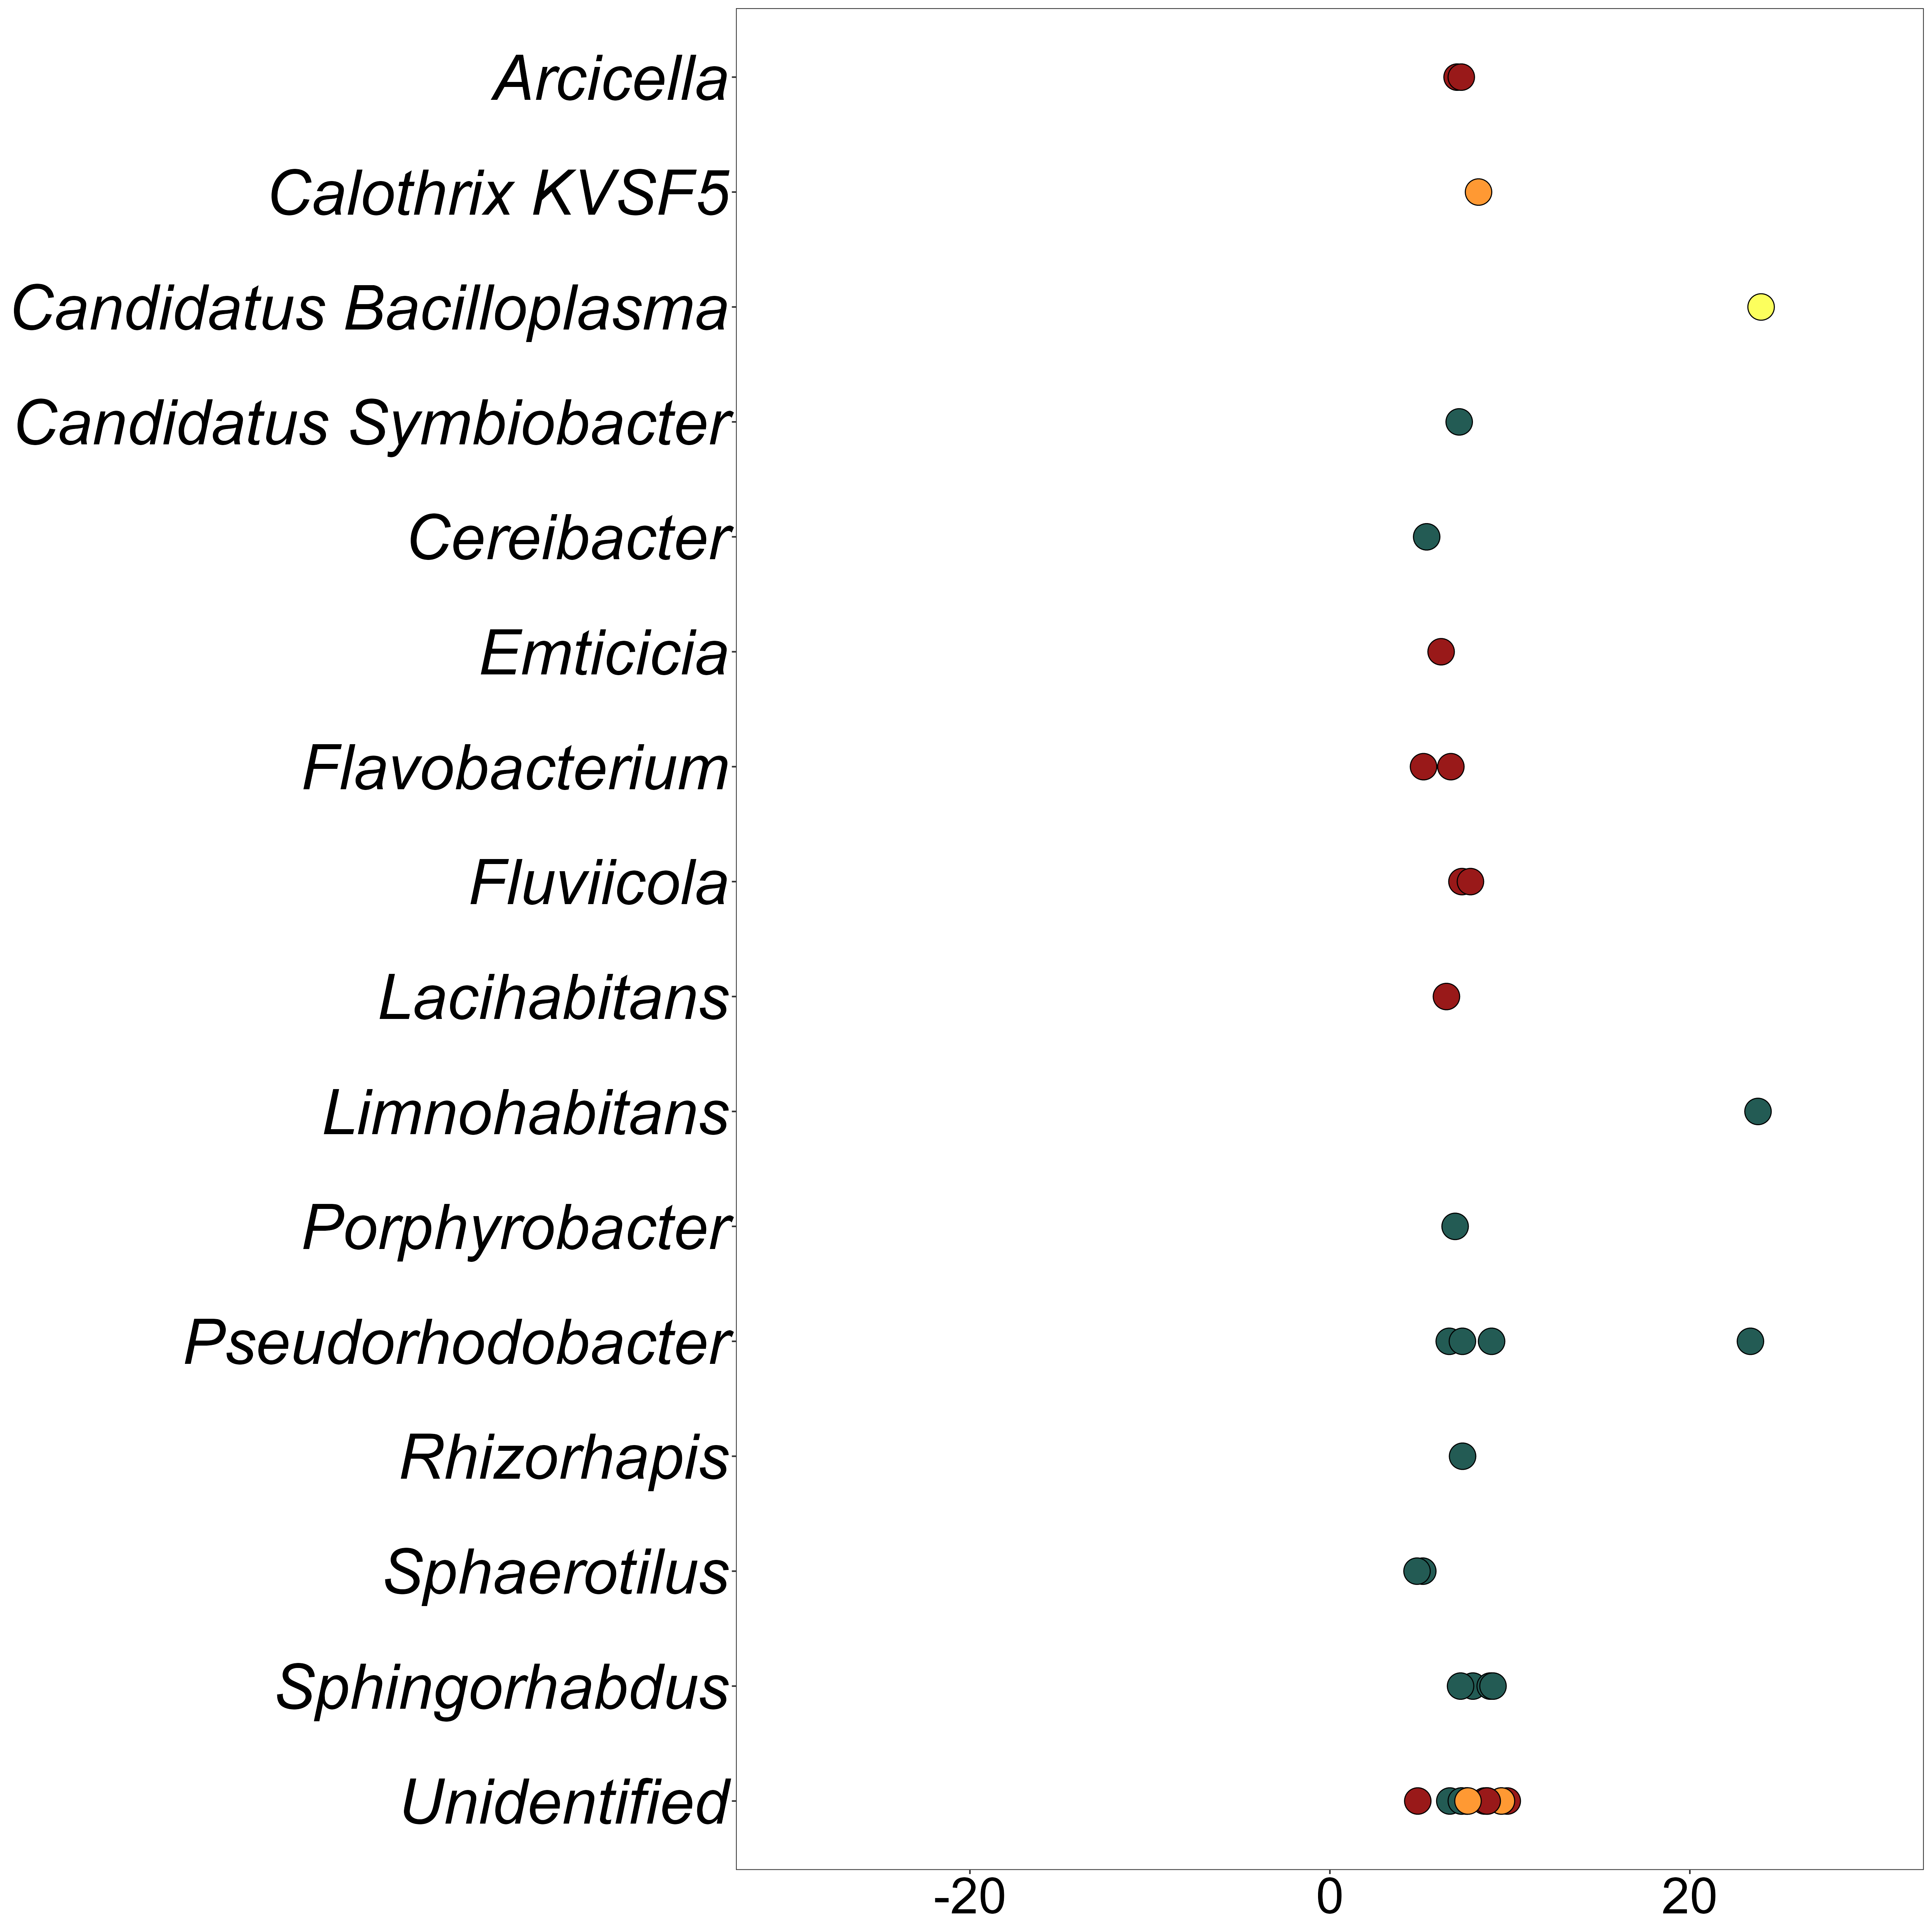 Arcicella
Calothrix KVSF5
Candidatus Bacilloplasma
Candidatus Symbiobacter
Cereibacter
Emticicia
Flavobacterium
Fluviicola
Lacihabitans
Limnohabitans
Porphyrobacter
Pseudorhodobacter
Rhizorhapis
Sphaerotilus
Sphingorhabdus
Unidentified
-20 0 20